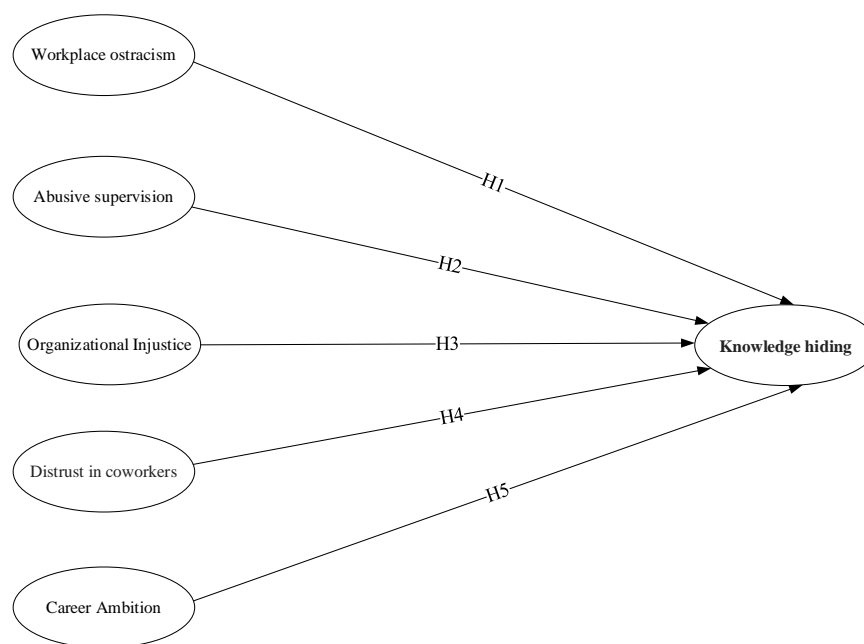 Workplace ostracism
H1
Abusive supervision
H2
Organizational Injustice
H3
Knowledge hiding
H4
Distrust in coworkers
H5
Career Ambition